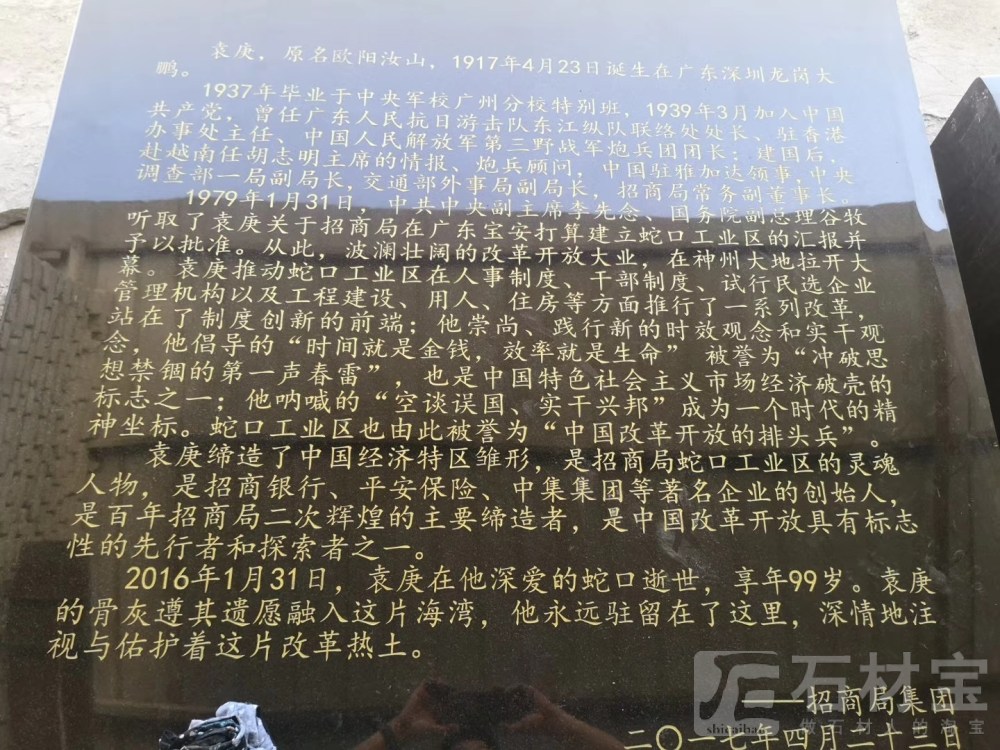 袁庚，原名欧阳汝山，1917年4月23日诞生在广东深圳龙岗大
鹏。
1937年毕业于中央军校广州分校特别班，1939年3月加入中国
共产党，曾任广东人民抗日游击队东江纵队联络处处长、驻香港
办事处主任、中国人民解放军第三野战军炮兵团团长；建国后，
赴越南任胡志明主席的情报、炮兵顾问，中国驻雅加达领事，中央
调查部一局副局长，交通部外事局副局长，招商局常务副董事长。
1979年1月31日，中共中央副主席李先念、国务院副总理谷牧
听取了袁庚关于招商局在广东宝安打算建立蛇口工业区的汇报并
予以批准。从此，波澜壮阔的改革开放大业，在神州大地拉开大
幕。袁庚推动蛇口工业区在人事制度、干部制度、试行民选企业
管理机构以及工程建设、用人、住房等方面推行了一系列改革，
站在了制度创新的前端；他崇尚、践行新的时效观念和实干观
念，他倡导的“时间就是金钱，效率就是生命” 被誉为“冲破思
想禁锢的第一声春雷”，也是中国特色社会主义市场经济破壳的
标志之一；他呐喊的“空谈误国、实干兴邦”成为一个时代的精
神坐标。蛇口工业区也由此被誉为“中国改革开放的排头兵”。
袁庚缔造了中国经济特区雏形，是招商局蛇口工业区的灵魂
人物，是招商银行、平安保险、中集集团等著名企业的创始人，
是百年招商局二次辉煌的主要缔造者，是中国改革开放具有标志
性的先行者和探索者之一。
2016年1月31日，袁庚在他深爱的蛇口逝世，享年99岁。袁庚
的骨灰遵其遗愿融入这片海湾，他永远驻留在了这里，深情地注
视与佑护着这片改革热土。
——招商局集团
二〇一七年四月二十三日
石材宝
做石材人的淘宝
shicaibao